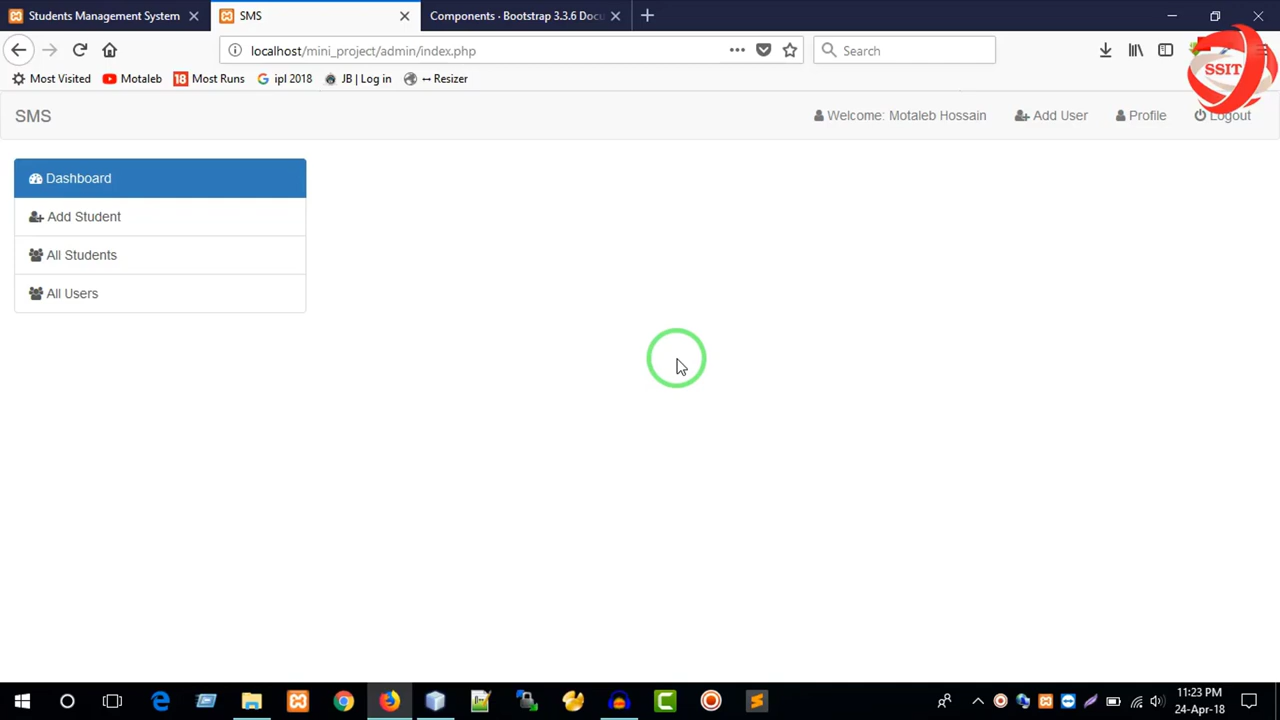 Students Management System
SMS
Components · Bootstrap 3.3.6 Docu
localhost/mini_project/admin/index.php
Search
Most Visited
Motaleb
18 Most Runs
G ipl 2018
JB | Log in
↔ Resizer
SSIT
SMS
Welcome: Motaleb Hossain
Add User
Profile
Logout
Dashboard
Add Student
All Students
All Users
11:23 PM
24-Apr-18